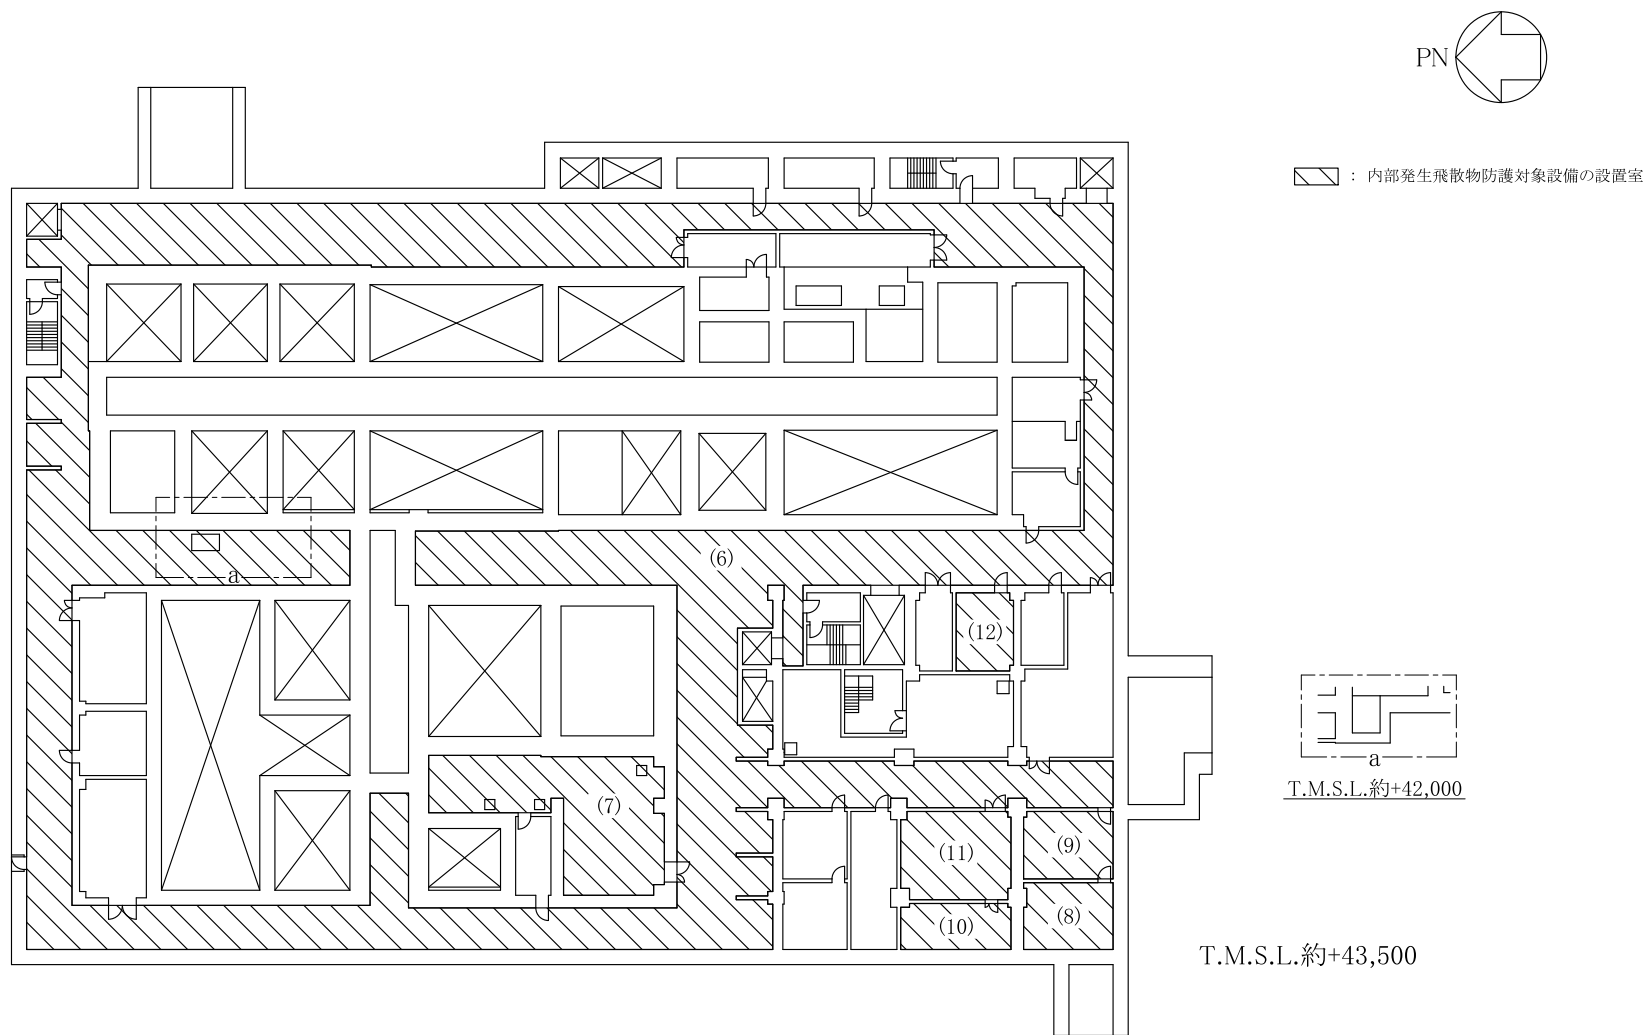 PN
： 内部発生飛散物防護対象設備の設置室
(6)
a
(12)
(7)
(11)
(9)
(10)
(8)
a
T.M.S.L.約+42,000
T.M.S.L.約+43,500